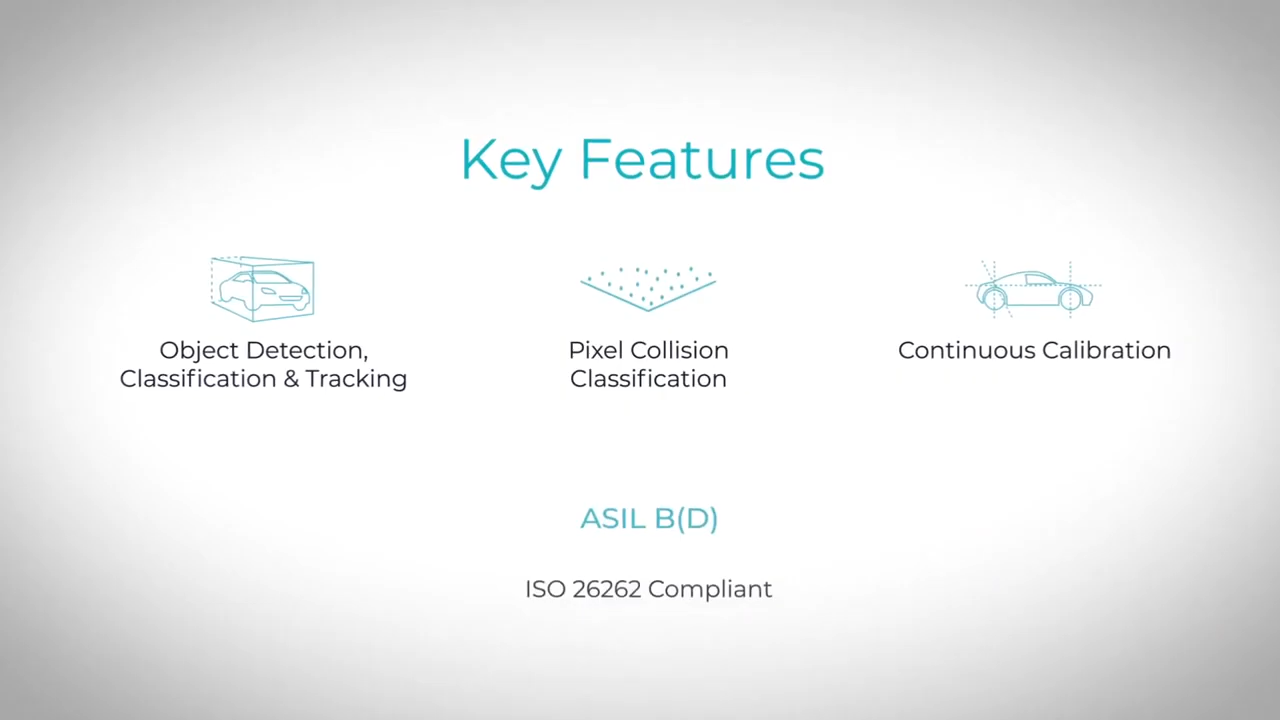 Key Features
Object Detection,
Classification & Tracking
Pixel Collision
Classification
Continuous Calibration
ASIL B(D)
ISO 26262 Compliant